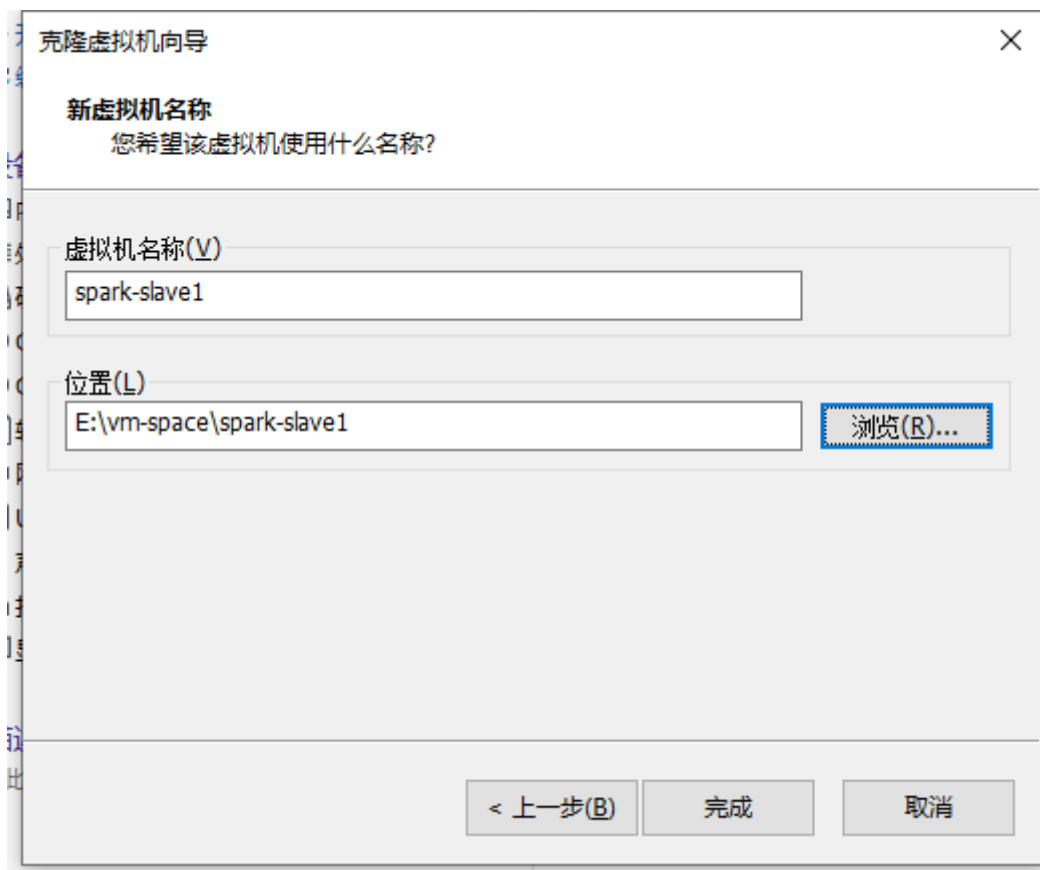 克隆虚拟机向导
新虚拟机名称
您希望该虚拟机使用什么名称?
虚拟机名称(V)
spark-slave1
位置(L)
E:\vm-space\spark-slave1
浏览(R)...
< 上一步(B)
完成
取消